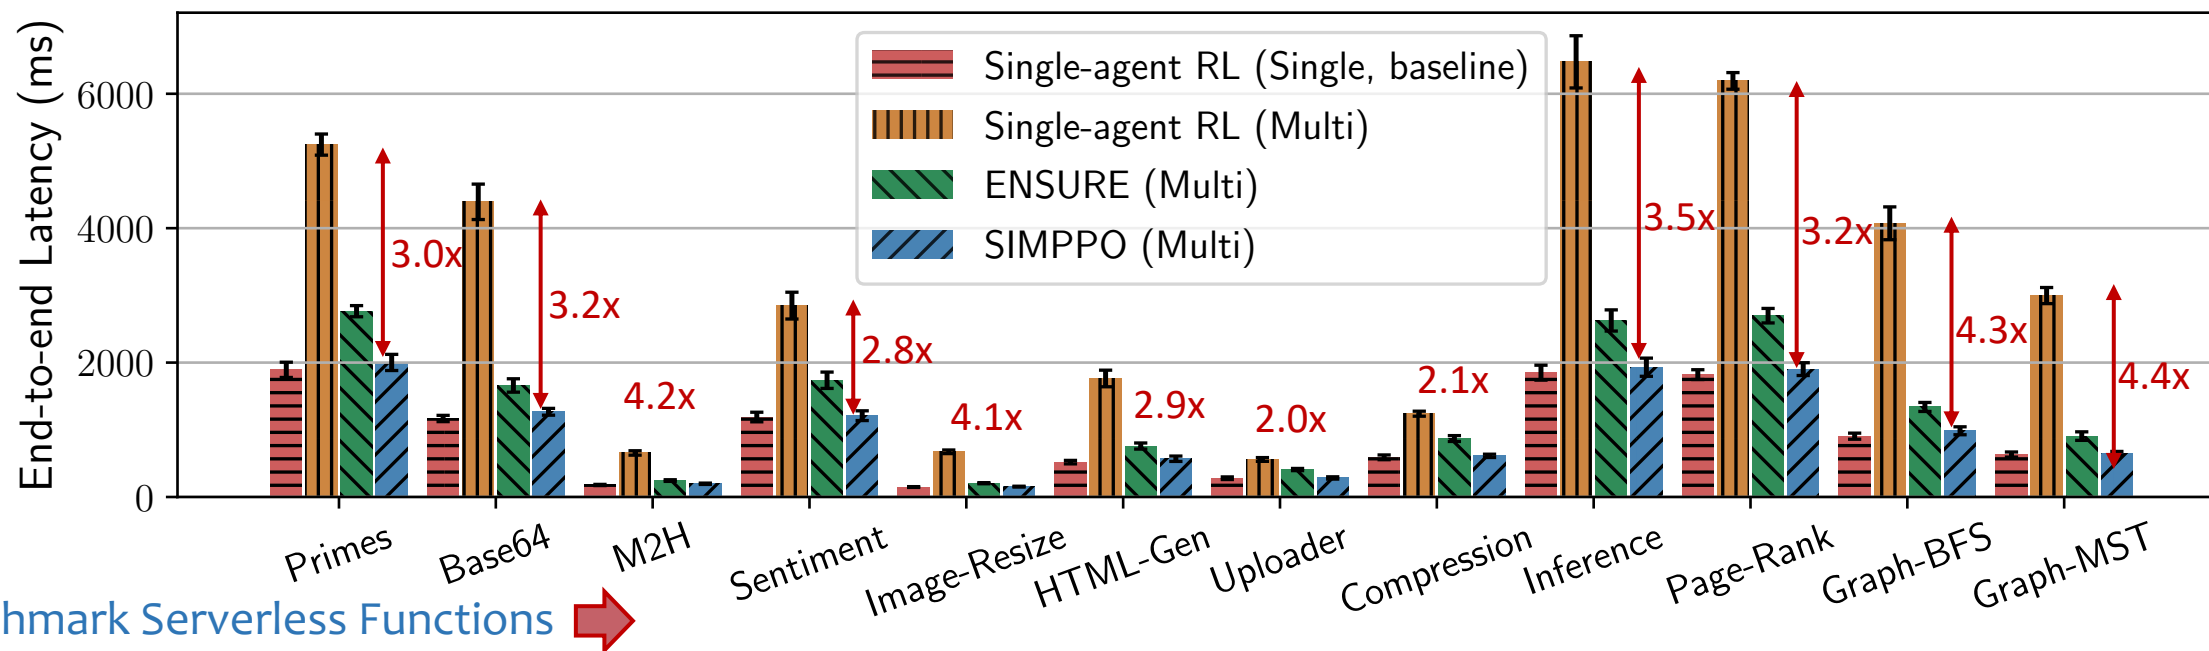 End-to-end Latency (ms)
6000
4000
2000
0
Single-agent RL (Single, baseline)
Single-agent RL (Multi)
ENSURE (Multi)
SIMPPO (Multi)
3.0x
3.2x
4.2x
2.8x
4.1x
2.9x
2.0x
2.1x
3.5x
3.2x
4.3x
4.4x
Primes
Base64
M2H
Sentiment
Image-Resize
HTML-Gen
Uploader
Compression
Inference
Page-Rank
Graph-BFS
Graph-MST
hmark Serverless Functions